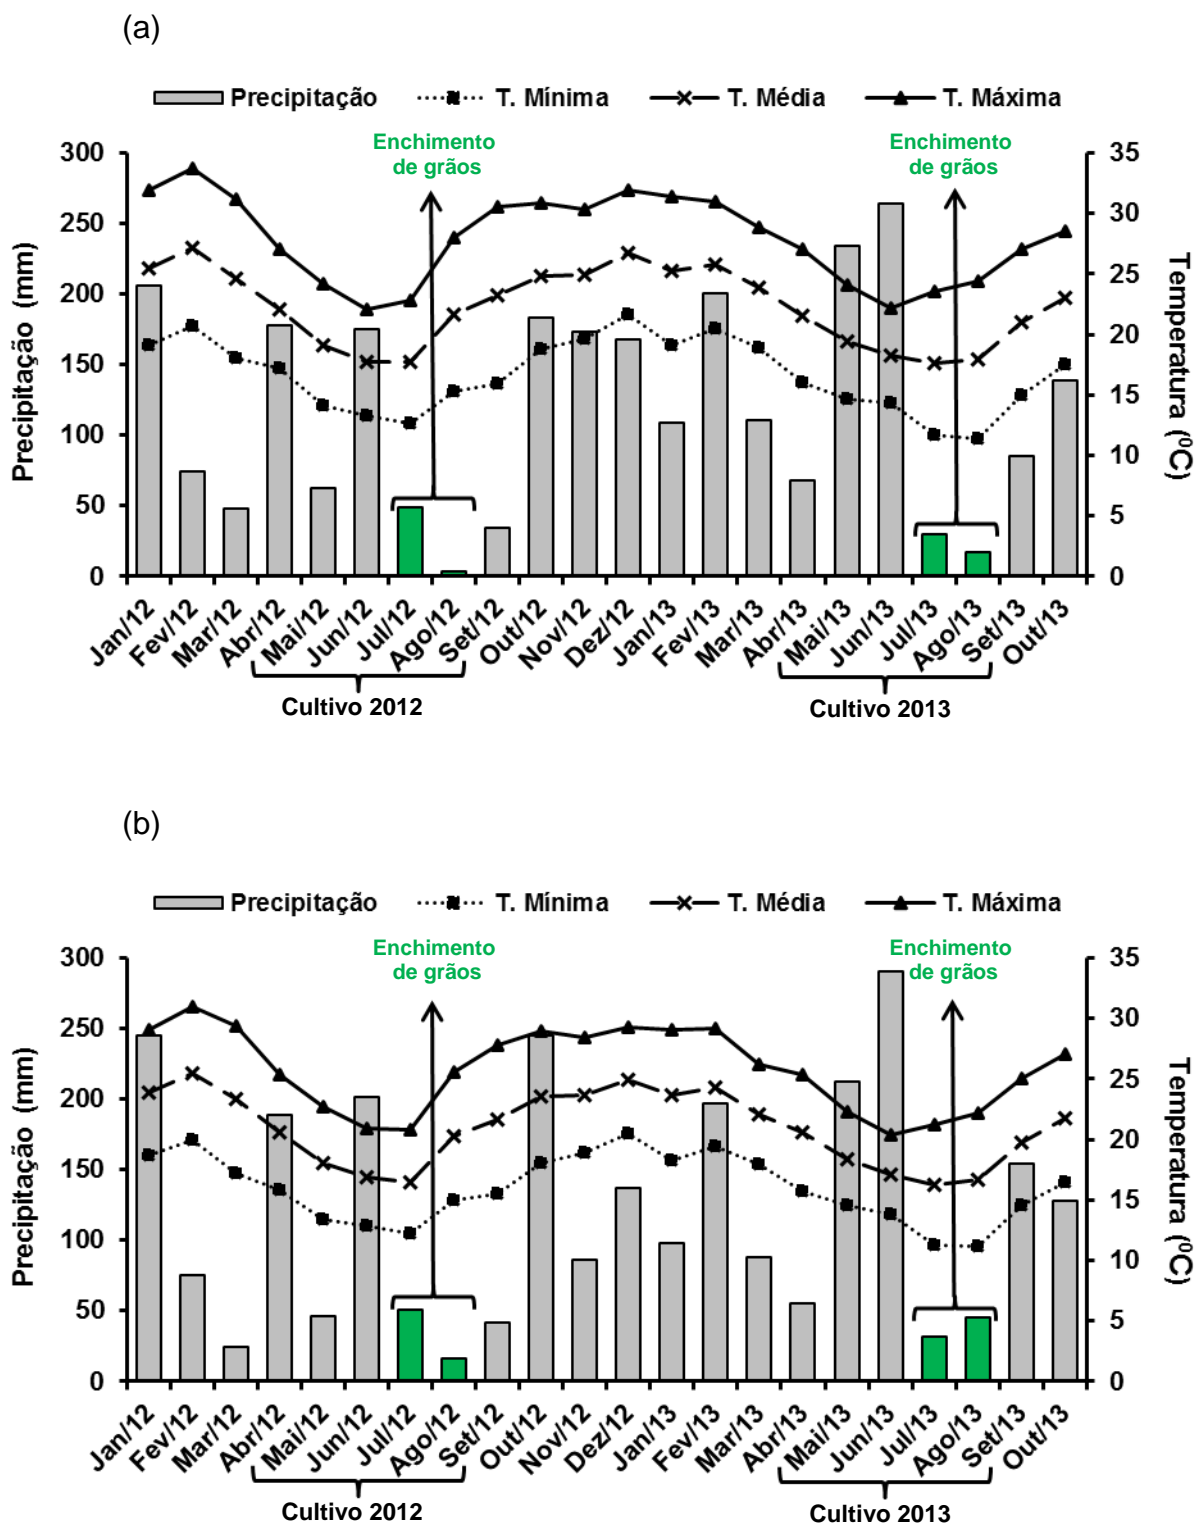 (a)
Precipitação T. Mínima T. Média T. Máxima
Enchimento de grãos
Enchimento de grãos
Precipitação (mm)
300
250
200
150
100
50
0
Temperatura (⁰C)
35
30
25
20
15
10
5
0
Jan/12 Fev/12 Mar/12 Abr/12 Mai/12 Jun/12 Jul/12 Ago/12 Set/12 Out/12 Nov/12 Dez/12 Jan/13 Fev/13 Mar/13 Abr/13 Mai/13 Jun/13 Jul/13 Ago/13 Set/13 Out/13
Cultivo 2012 Cultivo 2013
(b)
Precipitação T. Mínima T. Média T. Máxima
Enchimento de grãos
Enchimento de grãos
Precipitação (mm)
300
250
200
150
100
50
0
Temperatura (⁰C)
35
30
25
20
15
10
5
0
Jan/12 Fev/12 Mar/12 Abr/12 Mai/12 Jun/12 Jul/12 Ago/12 Set/12 Out/12 Nov/12 Dez/12 Jan/13 Fev/13 Mar/13 Abr/13 Mai/13 Jun/13 Jul/13 Ago/13 Set/13 Out/13
Cultivo 2012 Cultivo 2013